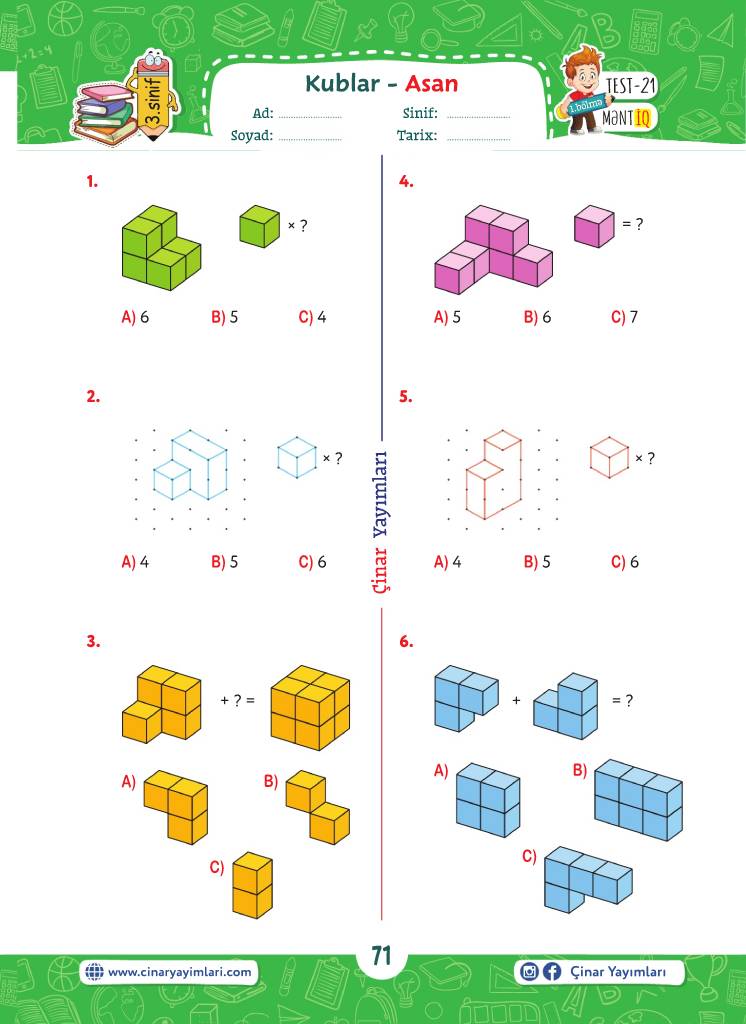 3. sinif
Kublar - Asan
Ad:
Sinif:
Soyad:
Tarix:
1.bölmə
TEST-21
MəNTİQ
1.
× ?
A) 6
B) 5
C) 4
2.
× ?
A) 4
B) 5
C) 6
3.
+ ? =
A)
B)
C)
Çinar Yayımları
4.
= ?
A) 5
B) 6
C) 7
5.
× ?
A) 4
B) 5
C) 6
6.
+
= ?
A)
B)
C)
71
www.cinaryayimlari.com
Çinar Yayımları